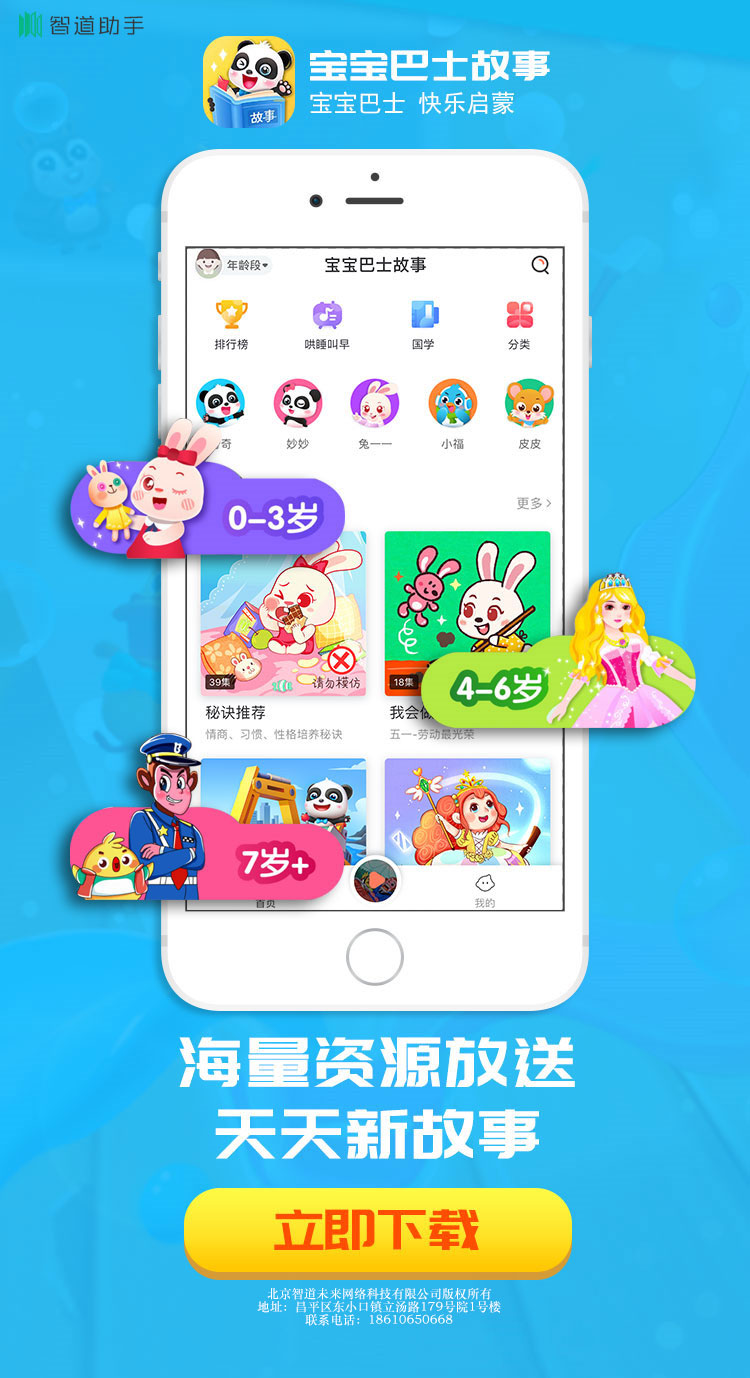 智道助手
宝宝巴士故事
故事
宝宝巴士 快乐启蒙
年龄段
宝宝巴士故事
排行榜
哄睡叫早
国学
分类
奇
妙妙
兔一一
小福
皮皮
更多
0-3岁
39集
请勿模仿
18集
4-6岁
秘诀推荐
我会做
情商、习惯、性格培养秘诀
五一-劳动最光荣
7岁+
首页
我的
海量资源放送
天天新故事
立即下载
北京智道未来网络科技有限公司版权所有
地址：昌平区东小口镇立汤路179号院1号楼
联系电话：18610650668